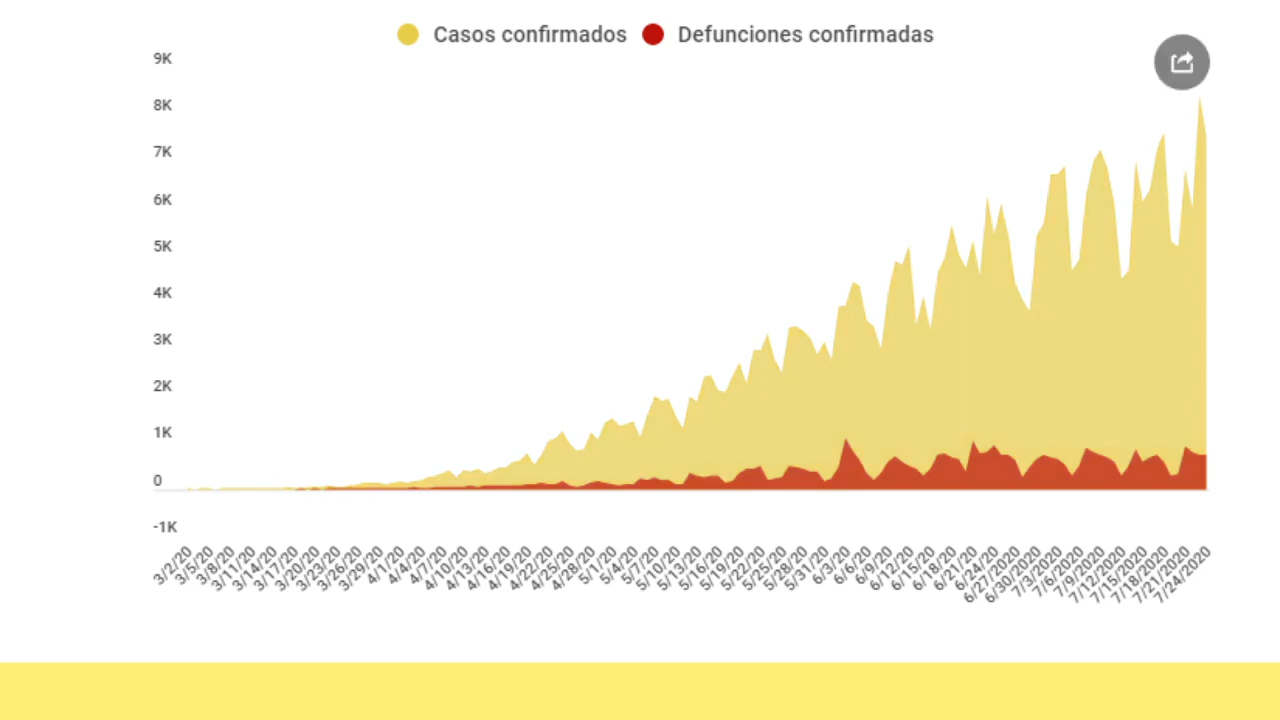 Casos confirmados Defunciones confirmadas
9K
8K
7K
6K
5K
4K
3K
2K
1K
0
-1K
3/2/20 3/5/20 3/8/20 3/11/20 3/14/20 3/17/20 3/20/20 3/23/20 3/26/20 3/29/20 4/1/20 4/4/20 4/7/20 4/10/20 4/13/20 4/16/20 4/19/20 4/22/20 4/25/20 4/28/20 5/1/20 5/4/20 5/7/20 5/10/20 5/13/20 5/16/20 5/19/20 5/22/20 5/25/20 5/28/20 5/31/20 6/3/20 6/6/20 6/9/20 6/12/20 6/15/20 6/18/20 6/21/20 6/24/20 6/27/2020 6/30/2020 7/3/2020 7/6/2020 7/9/2020 7/12/2020 7/15/2020 7/18/2020 7/21/2020 7/24/2020